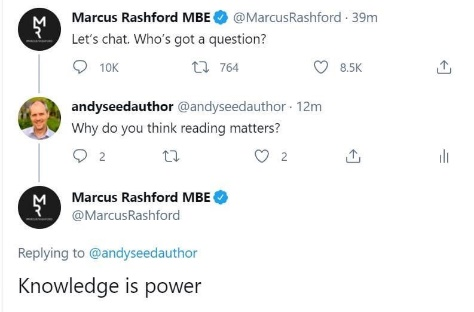 Marcus Rashford MBE @MarcusRashford · 39m
Let's chat. Who's got a question?
10K 764 8.5K
andyseedauthor @andyseedauthor · 12m
Why do you think reading matters?
2 2
Marcus Rashford MBE
@MarcusRashford
Replying to @andyseedauthor
Knowledge is power